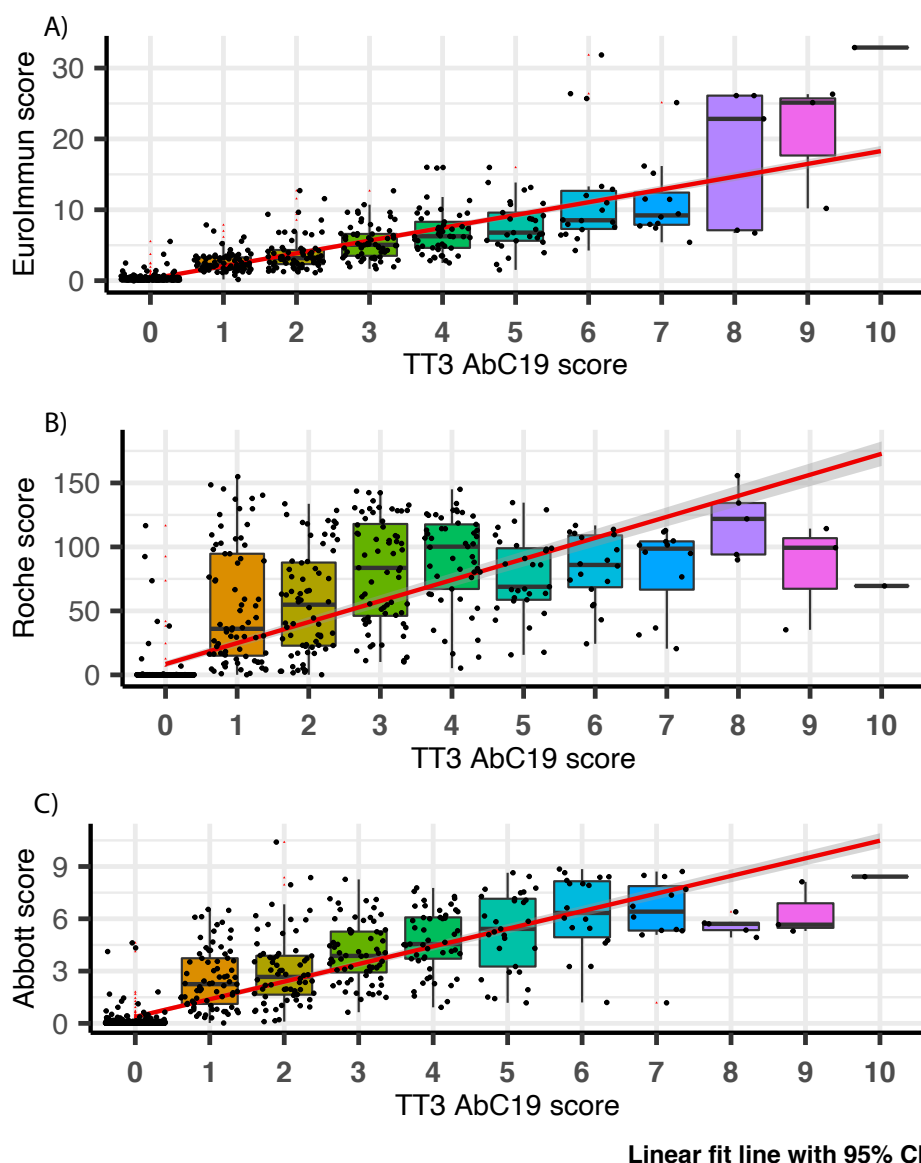 A)
EuroImmun score
30
20
10
0
0 1 2 3 4 5 6 7 8 9 10
TT3 AbC19 score
B)
Roche score
150
100
50
0
0 1 2 3 4 5 6 7 8 9 10
TT3 AbC19 score
C)
Abbott score
9
6
3
0
0 1 2 3 4 5 6 7 8 9 10
TT3 AbC19 score
Linear fit line with 95% CI